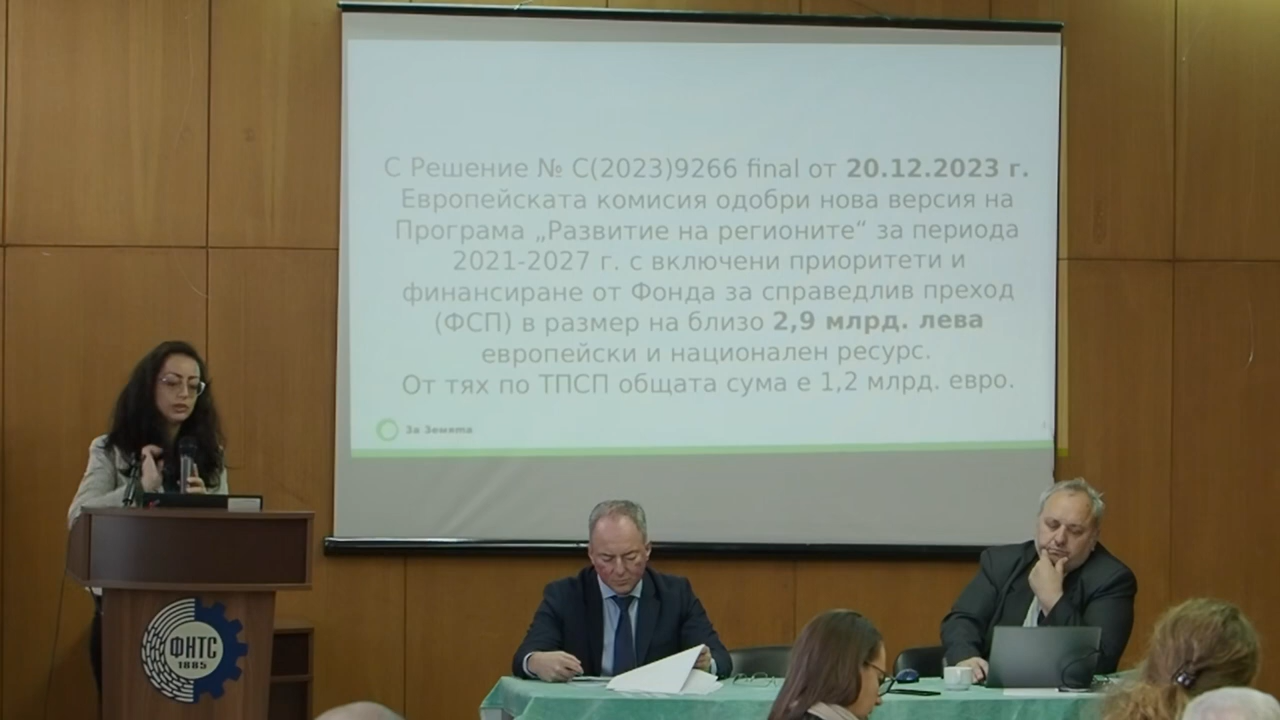 С Решение № C(2023)9266 final от 20.12.2023 г.
Европейската комисия одобри нова версия на
Програма „Развитие на регионите“ за периода
2021-2027 г. с включени приоритети и
финансиране от Фонда за справедлив преход
(ФСП) в размер на близо 2,9 млрд. лева
европейски и национален ресурс.
От тях по ТПСП общата сума е 1,2 млрд. евро.
За Земята
ФНТС
1885